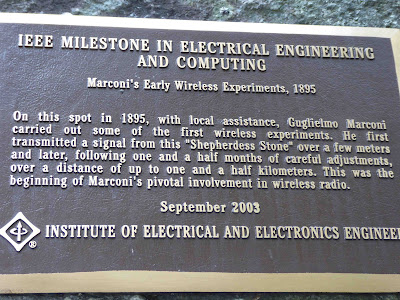 IEEE MILESTONE IN ELECTRICAL ENGINEERING
AND COMPUTING
Marconi's Early Wireless Experiments, 1895
On this spot in 1895, with local assistance, Guglielmo Marconi
carried out some of the first wireless experiments. He first
transmitted a signal from this "Shepherdess Stone" over a few meters
and later, following one and a half months of careful adjustments,
over a distance of up to one and a half kilometers. This was the
beginning of Marconi's pivotal involvement in wireless radio.
September 2003
® INSTITUTE OF ELECTRICAL AND ELECTRONICS ENGINEE